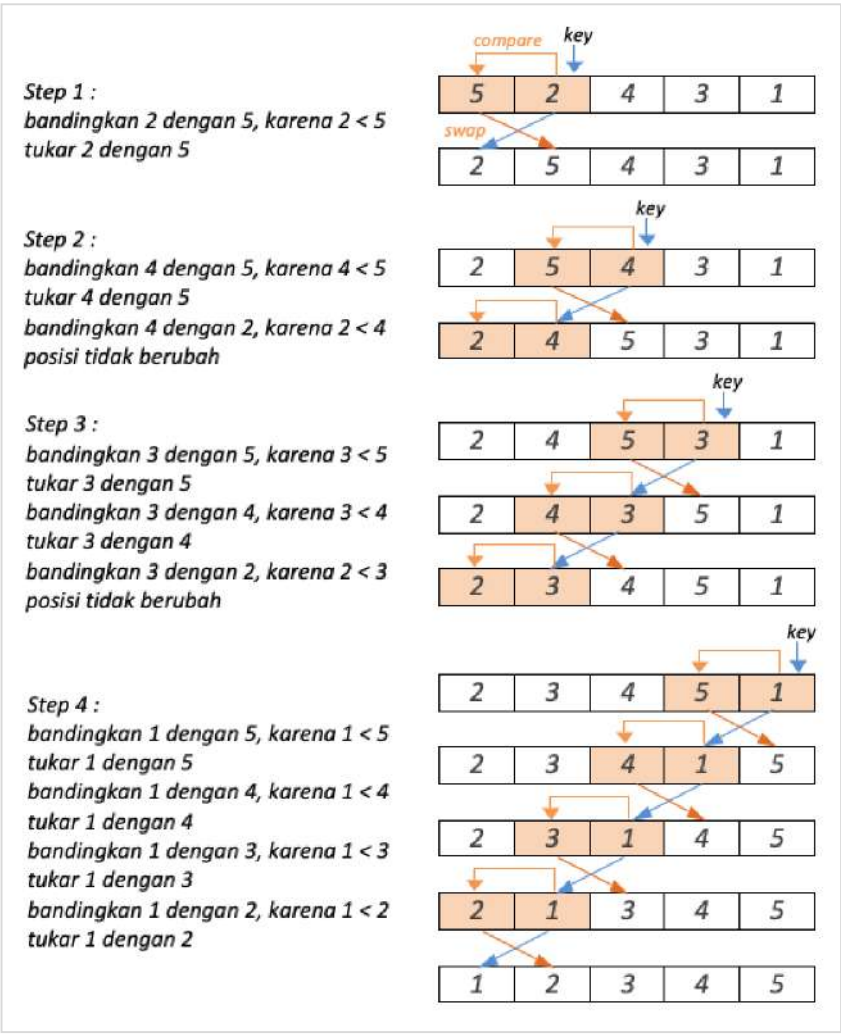 compare key
Step 1 :
bandingkan 2 dengan 5, karena 2 < 5
tukar 2 dengan 5
5 2 4 3 1
swap
2 5 4 3 1
Step 2 :
bandingkan 4 dengan 5, karena 4 < 5
tukar 4 dengan 5
bandingkan 4 dengan 2, karena 2 < 4
posisi tidak berubah
key
2 5 4 3 1
2 4 5 3 1
Step 3 :
bandingkan 3 dengan 5, karena 3 < 5
tukar 3 dengan 5
bandingkan 3 dengan 4, karena 3 < 4
tukar 3 dengan 4
bandingkan 3 dengan 2, karena 2 < 3
posisi tidak berubah
key
2 4 5 3 1
2 4 3 5 1
2 3 4 5 1
Step 4 :
bandingkan 1 dengan 5, karena 1 < 5
tukar 1 dengan 5
bandingkan 1 dengan 4, karena 1 < 4
tukar 1 dengan 4
bandingkan 1 dengan 3, karena 1 < 3
tukar 1 dengan 3
bandingkan 1 dengan 2, karena 1 < 2
tukar 1 dengan 2
key
2 3 4 5 1
2 3 4 1 5
2 3 1 4 5
2 1 3 4 5
1 2 3 4 5